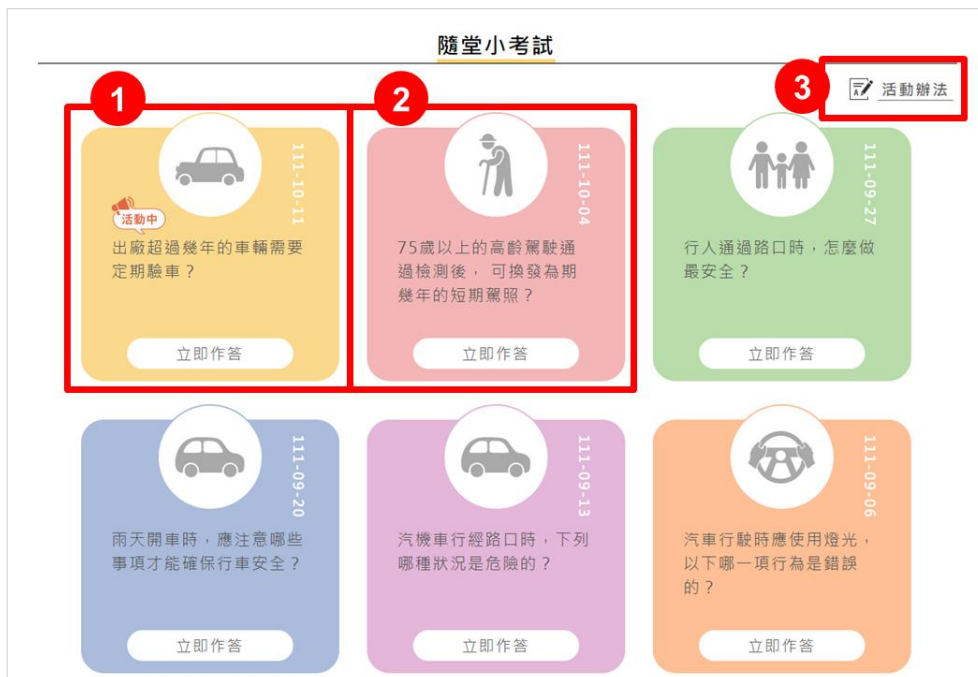 隨堂小考試
3
活動辦法
1
2
111-10-11
活動中
出廠超過幾年的車輛需要
定期驗車？
立即作答
111-10-04
75歲以上的高齡駕駛通
過檢測後， 可換發為期
幾年的短期駕照？
立即作答
111-09-27
行人通過路口時，怎麼做
最安全？
立即作答
111-09-20
雨天開車時，應注意哪些
事項才能確保行車安全？
立即作答
111-09-13
汽機車行經路口時，下列
哪種狀況是危險的？
立即作答
111-09-06
汽車行駛時應使用燈光，
以下哪一項行為是錯誤
的？
立即作答